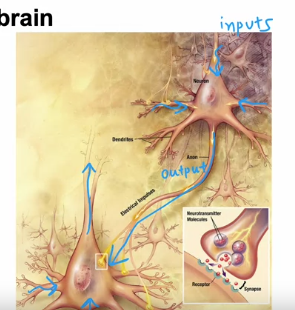 brain
inputs
Neuron
Dendrites
Axon
Output
Electrical Impulses
Neurotransmitter
Molecules
Receptor
Synapse